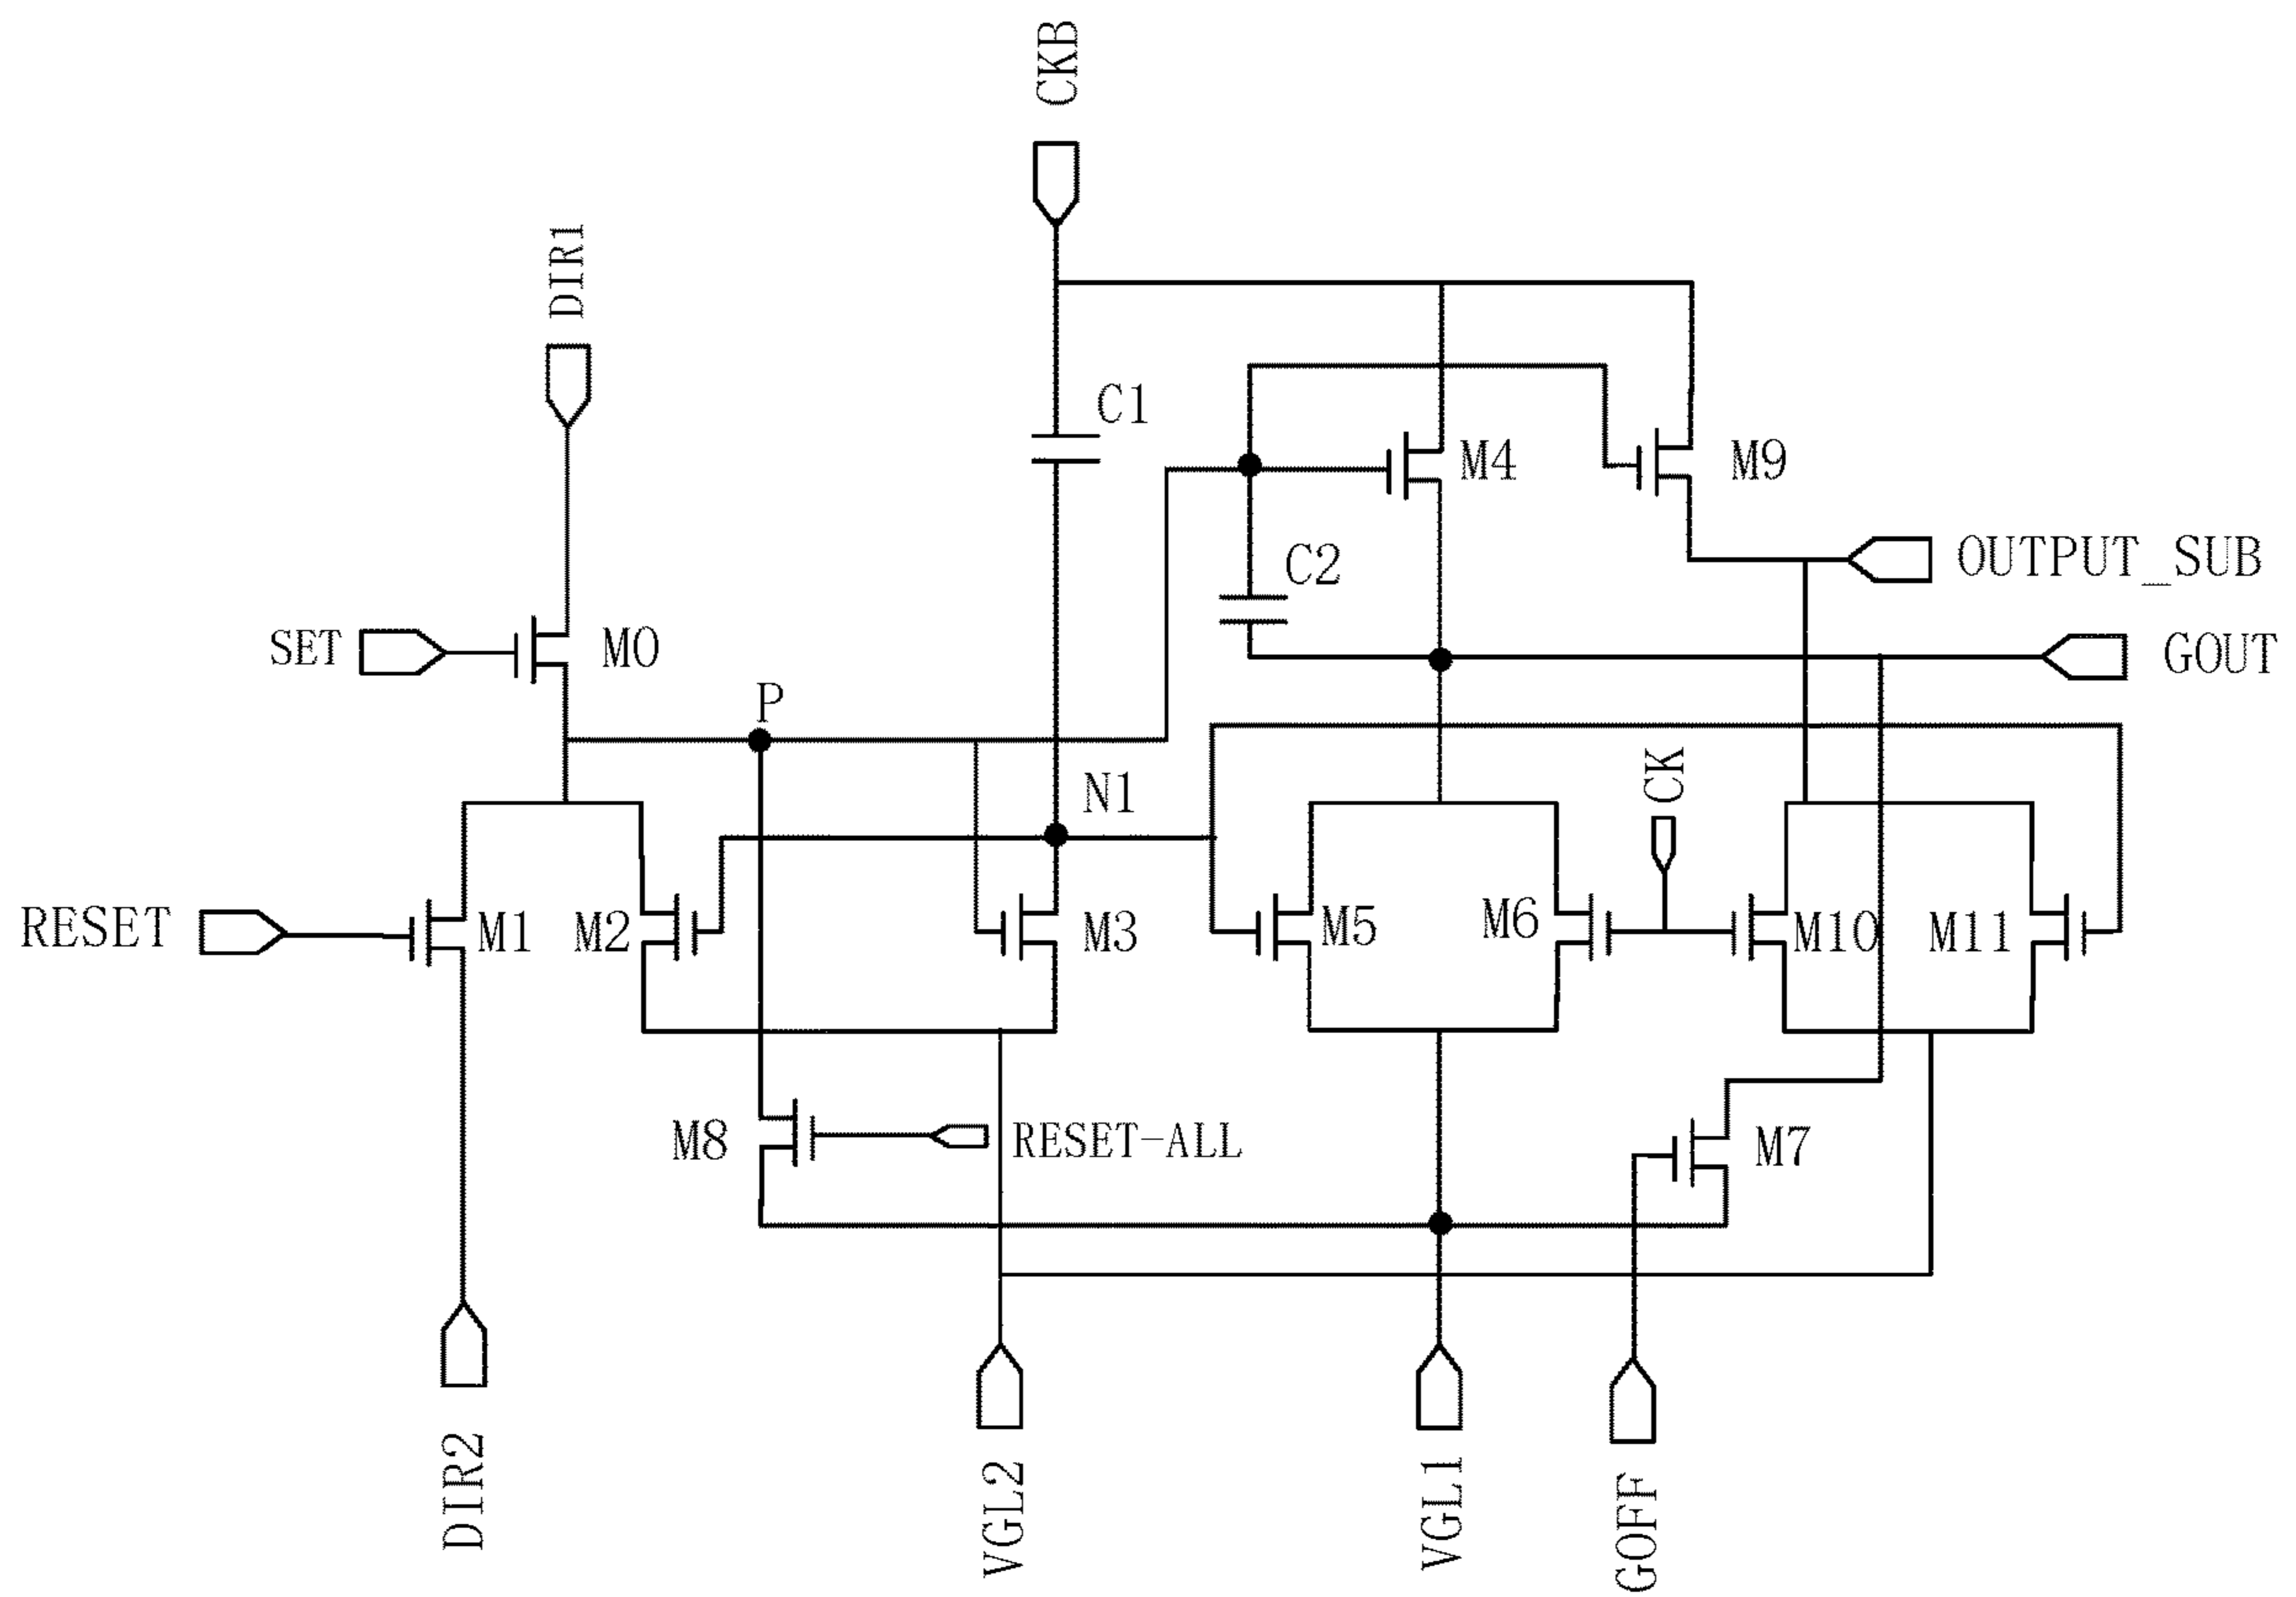 CKB
DIR1
C1
M4
M9
C2
OUTPUT_SUB
SET
M0
GOUT
P
CK
N1
RESET
M1
M2
M3
M5
M6
M10
M11
M8
RESET-ALL
M7
DIR2
VGL2
VGL1
GOFF